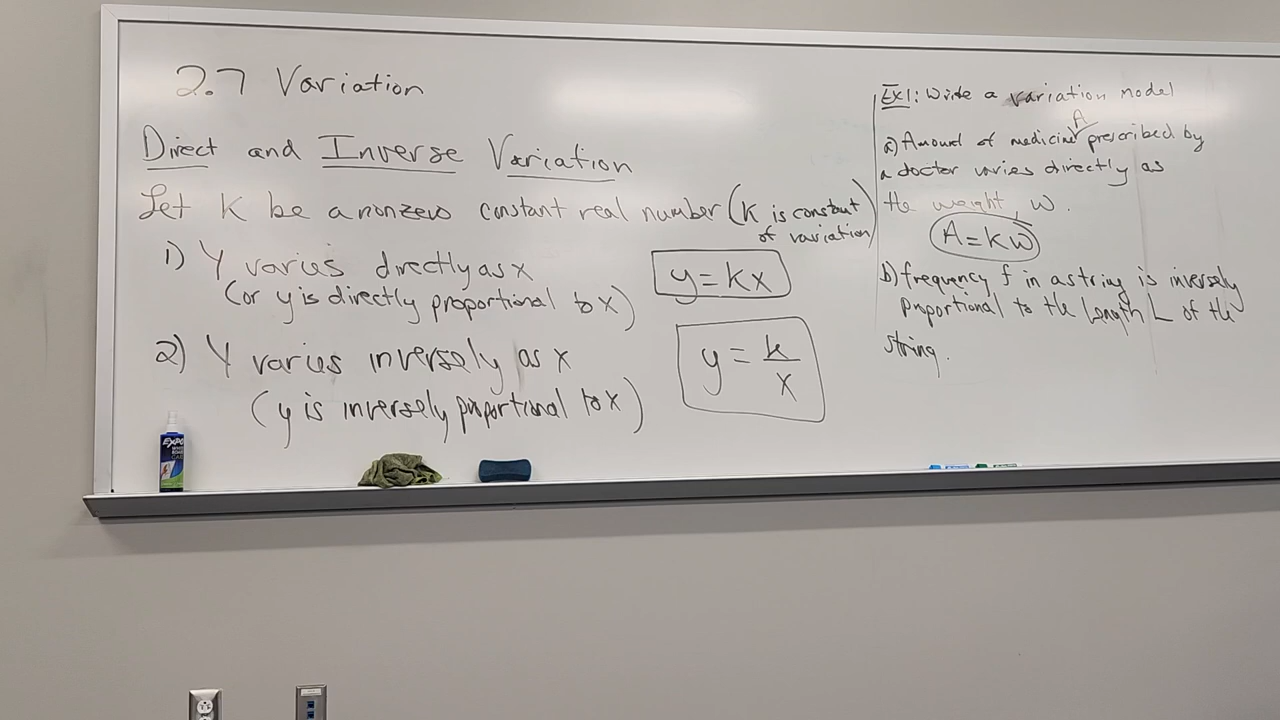 2.7 Variation
Direct and Inverse Variation
Let K be a nonzero constant real number (K is constant
of variation)
1) Y varies directly as x
(or y is directly proportional to x)
y = kx
2) Y varies inversely as x
(y is inversely proportional to x)
y = k/x
Ex1: Write a variation model
a) Amount of medicine A prescribed by
a doctor varies directly as
the weight, w.
A = kw
b) frequency f in a string is inversely
proportional to the length L of the
string.
EXPO